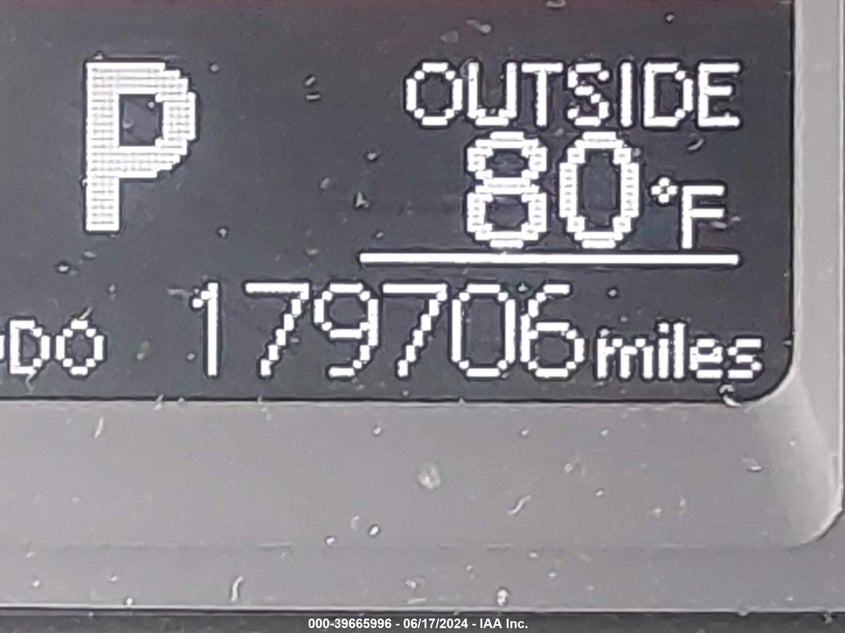 P
OUTSIDE
80°F
ODO 179706 miles
000-39665996 - 06/17/2024 - IAA Inc.